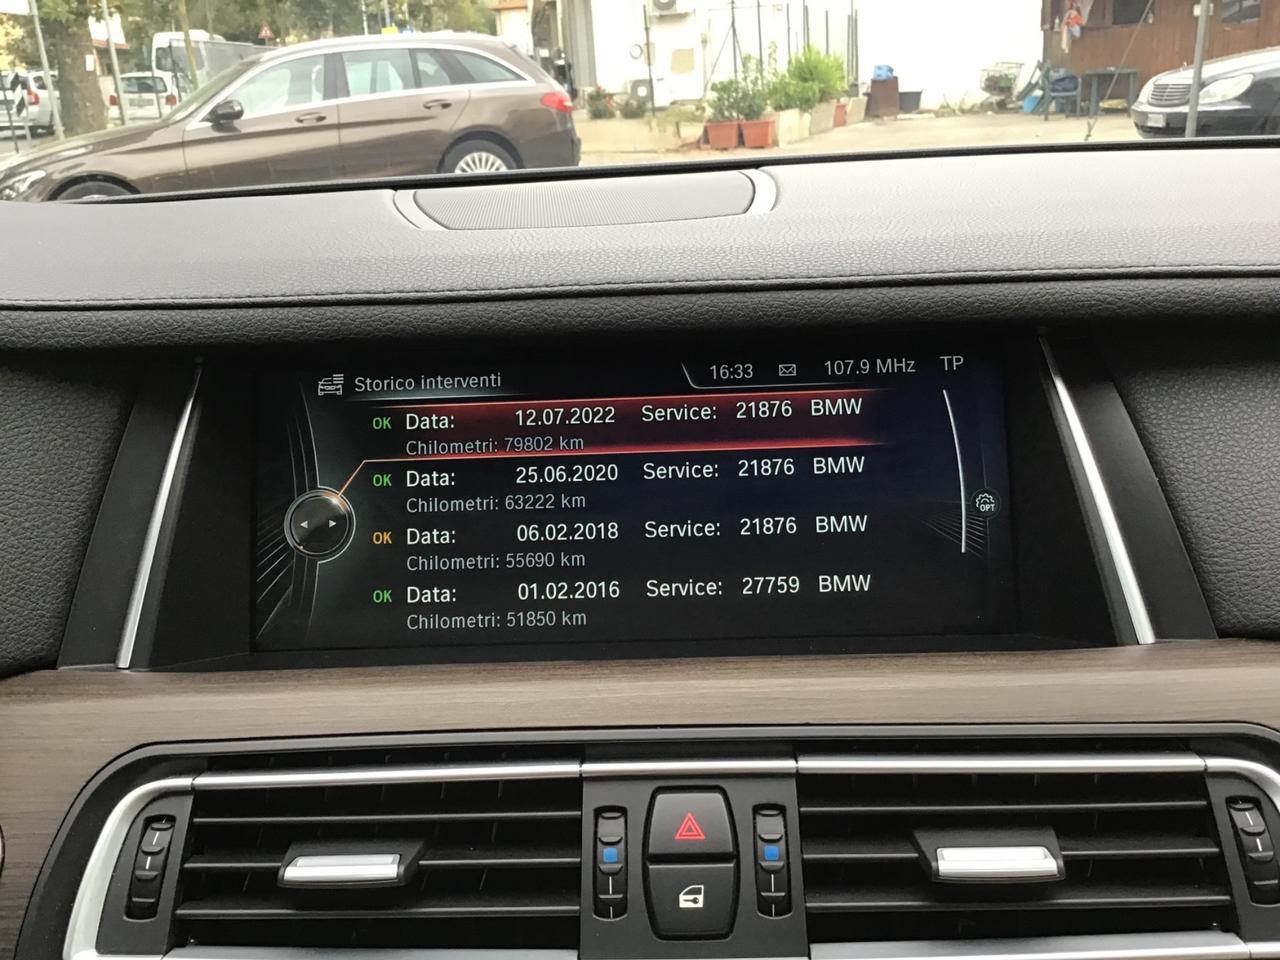 Storico interventi 16:33 107.9 MHz TP
OK Data: 12.07.2022 Service: 21876 BMW
Chilometri: 79802 km
OK Data: 25.06.2020 Service: 21876 BMW
Chilometri: 63222 km
OPT
OK Data: 06.02.2018 Service: 21876 BMW
Chilometri: 55690 km
OK Data: 01.02.2016 Service: 27759 BMW
Chilometri: 51850 km